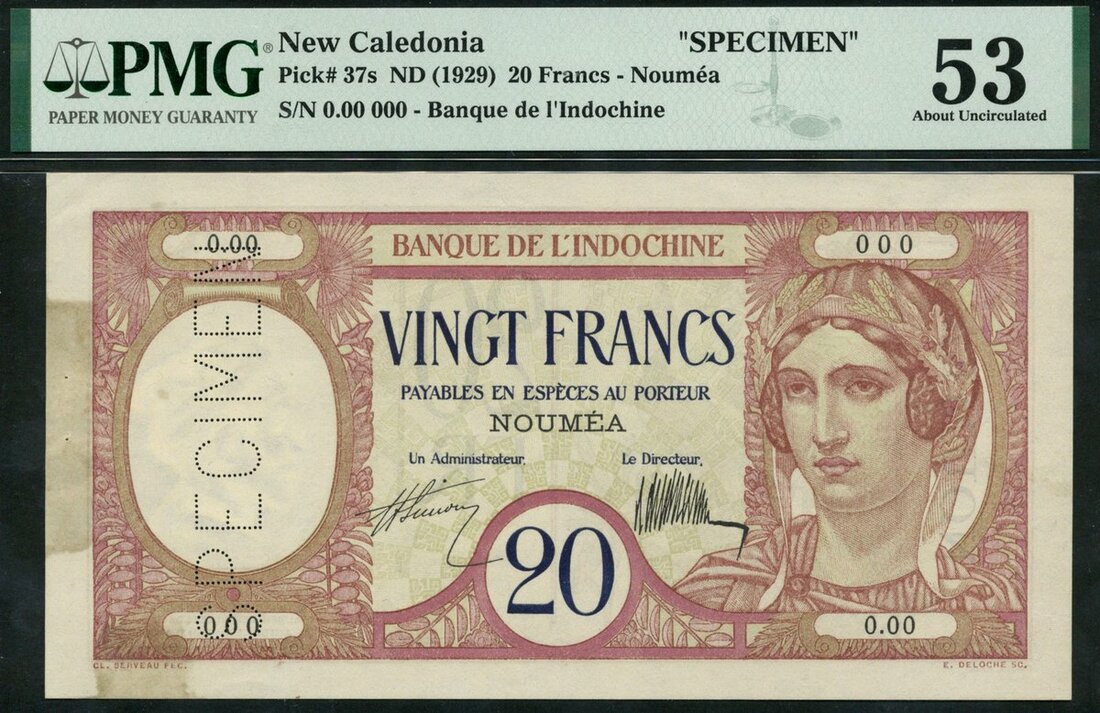 PMG® New Caledonia "SPECIMEN" 53
PAPER MONEY GUARANTY
Pick# 37s ND (1929) 20 Francs - Nouméa
S/N 0.00 000 - Banque de l'Indochine
About Uncirculated
0.00
000
BANQUE DE L'INDOCHINE
VINGT FRANCS
PAYABLES EN ESPÈCES AU PORTEUR
NOUMÉA
Un Administrateur,
Le Directeur,
SPECIMEN
20
000
0.00
CL. SERVEAU FEC.
E. DELOCHE SC.